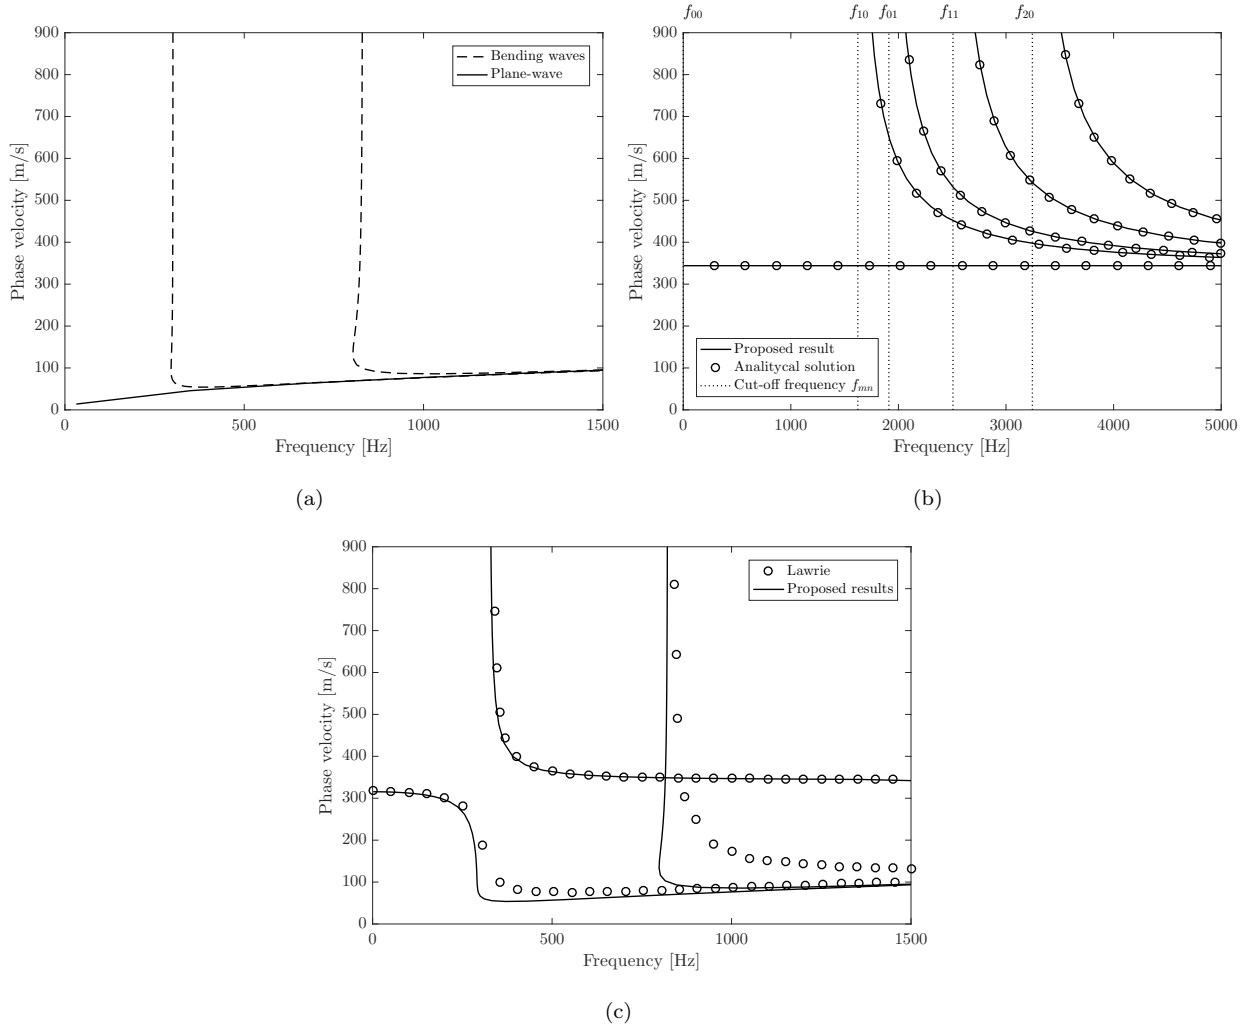 900
800
700
600
500
400
300
200
100
0
Phase velocity [m/s]
0 500 1000 1500
Frequency [Hz]
Bending waves
Plane-wave
(a)
f00 f10 f01 f11 f20
900
800
700
600
500
400
300
200
100
0
Phase velocity [m/s]
0 1000 2000 3000 4000 5000
Frequency [Hz]
Proposed result
Analitycal solution
Cut-off frequency fmn
(b)
900
800
700
600
500
400
300
200
100
0
Phase velocity [m/s]
0 500 1000 1500
Frequency [Hz]
Lawrie
Proposed results
(c)